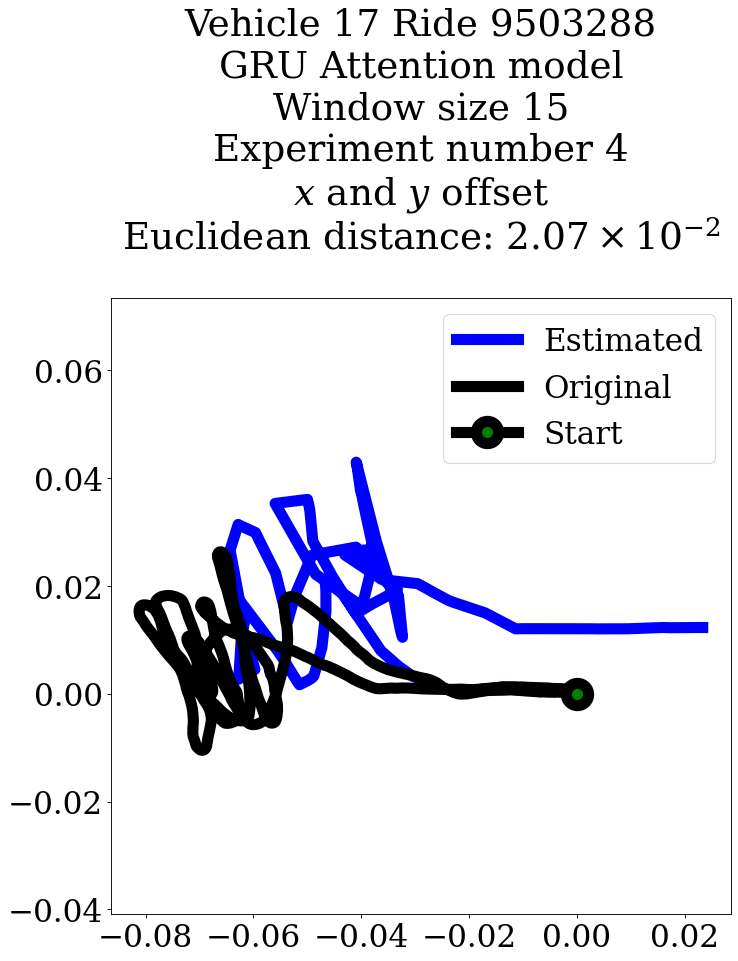 Vehicle 17 Ride 9503288
GRU Attention model
Window size 15
Experiment number 4
x and y offset
Euclidean distance: 2.07 × 10⁻²
Estimated
Original
Start
0.06
0.04
0.02
0.00
−0.02
−0.04
−0.08 −0.06 −0.04 −0.02 0.00 0.02